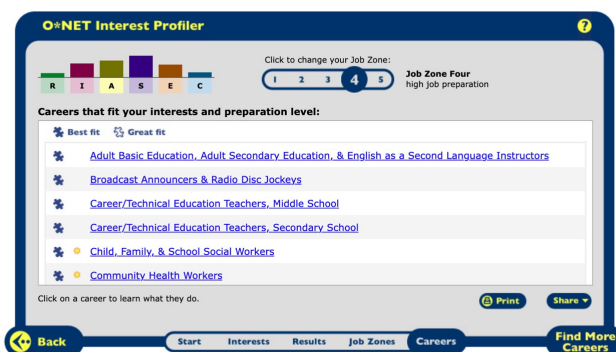 O*NET Interest Profiler
?
Click to change your Job Zone:
1 2 3 4 5
Job Zone Four
high job preparation
R I A S E C
Careers that fit your interests and preparation level:
Best fit Great fit
Adult Basic Education, Adult Secondary Education, & English as a Second Language Instructors
Broadcast Announcers & Radio Disc Jockeys
Career/Technical Education Teachers, Middle School
Career/Technical Education Teachers, Secondary School
Child, Family, & School Social Workers
Community Health Workers
Click on a career to learn what they do.
Print
Share
Back
Start Interests Results Job Zones Careers
Find More
Careers